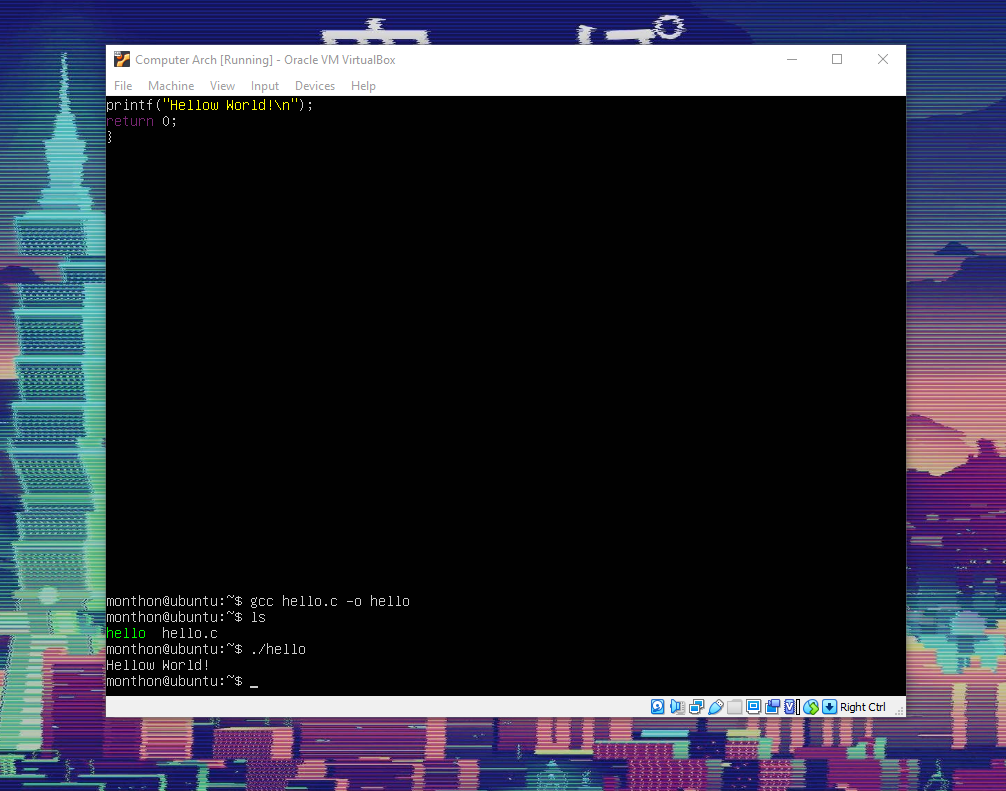 Computer Arch [Running] - Oracle VM VirtualBox
File Machine View Input Devices Help
printf("Hellow World!\n");
return 0;
}
monthon@ubuntu:~$ gcc hello.c -o hello
monthon@ubuntu:~$ ls
hello  hello.c
monthon@ubuntu:~$ ./hello
Hellow World!
monthon@ubuntu:~$ _
Right Ctrl